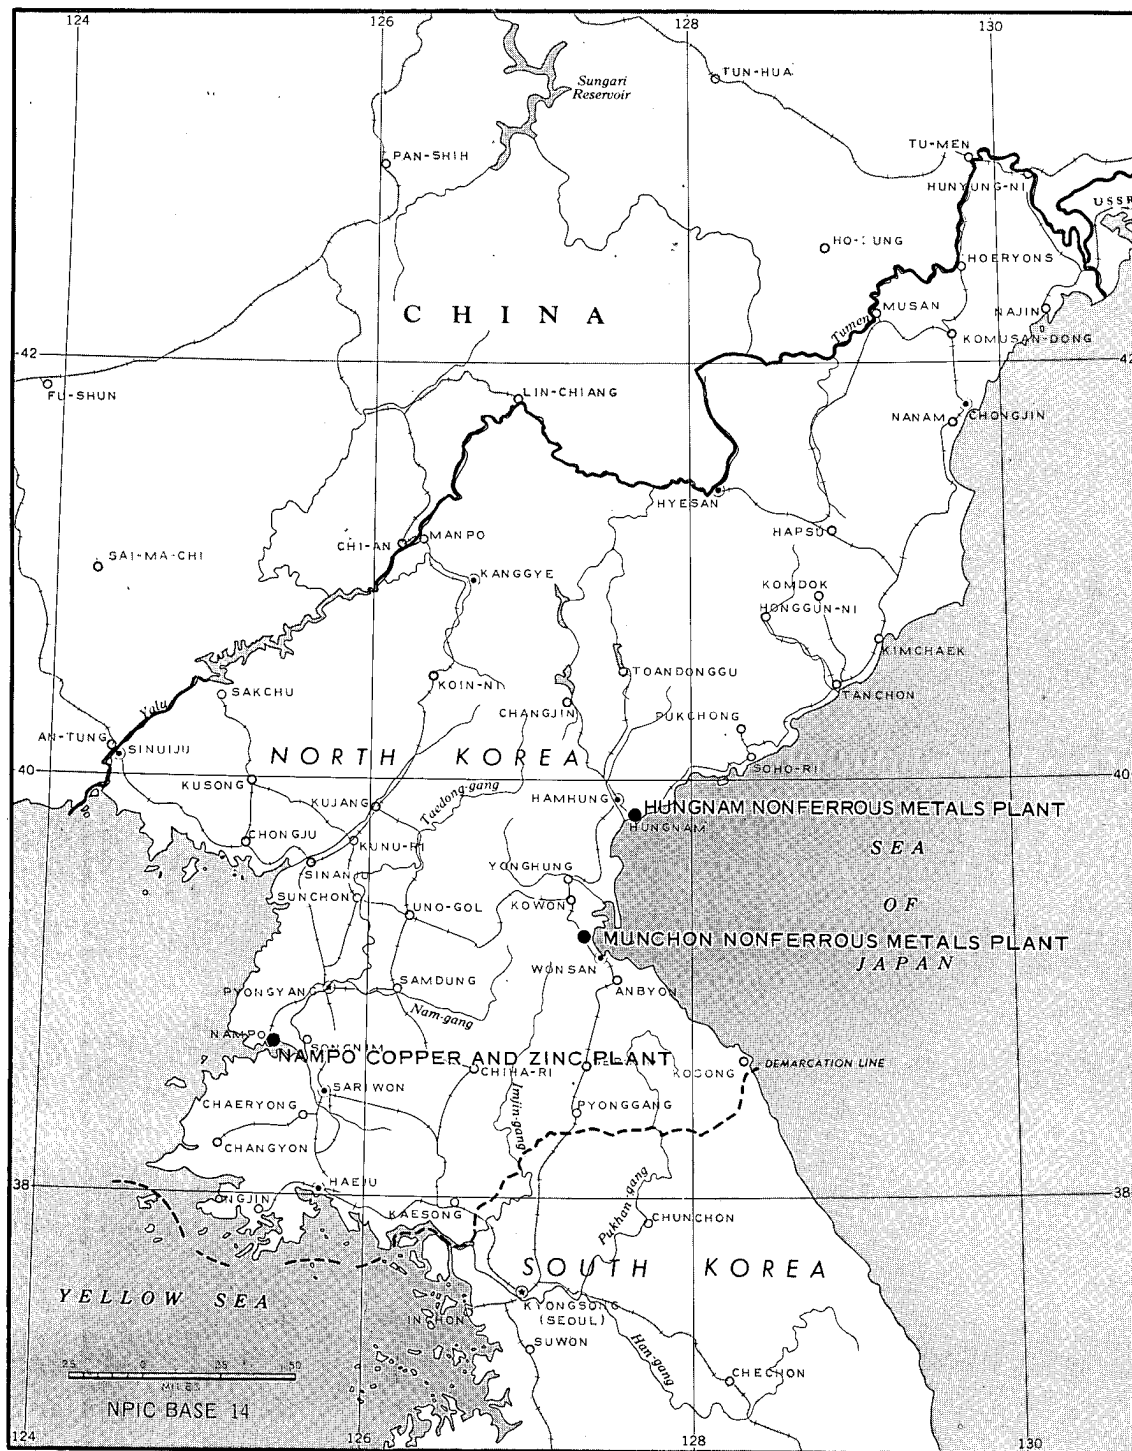 124
126
128
130
TUN-HUA
Sungari
Reservoir
PAN-SHIH
TU-MEN
HUNYUNG-NI
USSR
HOERYONS
CHINA
MUSAN
Tumen
NAJIN
KOMUSAN-DONG
42
42
FU-SHUN
LIN-CHIANG
NANAM
CHONGJIN
HYESAN
HAPSU
CHI-AN
MANPO
SAI-MA-CHI
KANGGYE
KOMDOK
HONGGUN-NI
KIMCHAEK
TOANDONGGU
KOIN-NI
SAKCHU
TANCHON
CHANGJIN
PUKCHONG
Yalu
AN-TUNG
SINUIJU
NORTH KOREA
SOHO-RI
40
40
KUSONG
HAMHUNG
KUJANG
HUNGNAM NONFERROUS METALS PLANT
HUNGNAM
Taedong-gang
CHONGJU
KUNU-RI
SEA
YONGHUNG
SINANJU
SUNCHON
UNO-GOL
KOWON
OF
MUNCHON NONFERROUS METALS PLANT
WONSAN
JAPAN
PYONGYAN
SAMDUNG
ANBYON
Nam-gang
NAMPO
NAMPO COPPER AND ZINC PLANT
CHIHA-RI
KOSONG
DEMARCATION LINE
SARIWON
CHAERYONG
Imjin-gang
PYONGGANG
CHANGYON
38
38
HAEJU
ONGJIN
KAESONG
Pukhan-gang
CHUNCHON
SOUTH KOREA
YELLOW SEA
KYONGSONG
(SEOUL)
INCHON
SUWON
Han-gang
CHECHON
25 0 25 50
MILES
NPIC BASE 14
124
126
128
130